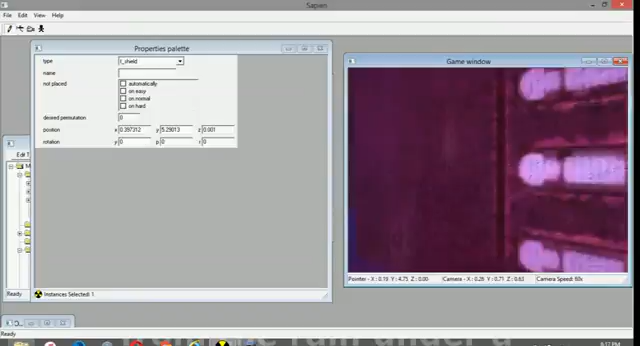 Sapien
File Edit View Window Help
Properties palette
type
name
not placed
automatically
on easy
on normal
on hard
desired permutation 0
position x 0.397312 y 5.29013 z 0.001
rotation y 0 p 0 r 0
Instances Selected: 1
Game window
Pointer - X : 0.19 Y : 4.75 Z : 0.00 Camera - X : 0.26 Y : 0.71 Z : 0.63 Camera Speed: 60x
Edit T
Ready
Ready
6:17 PM